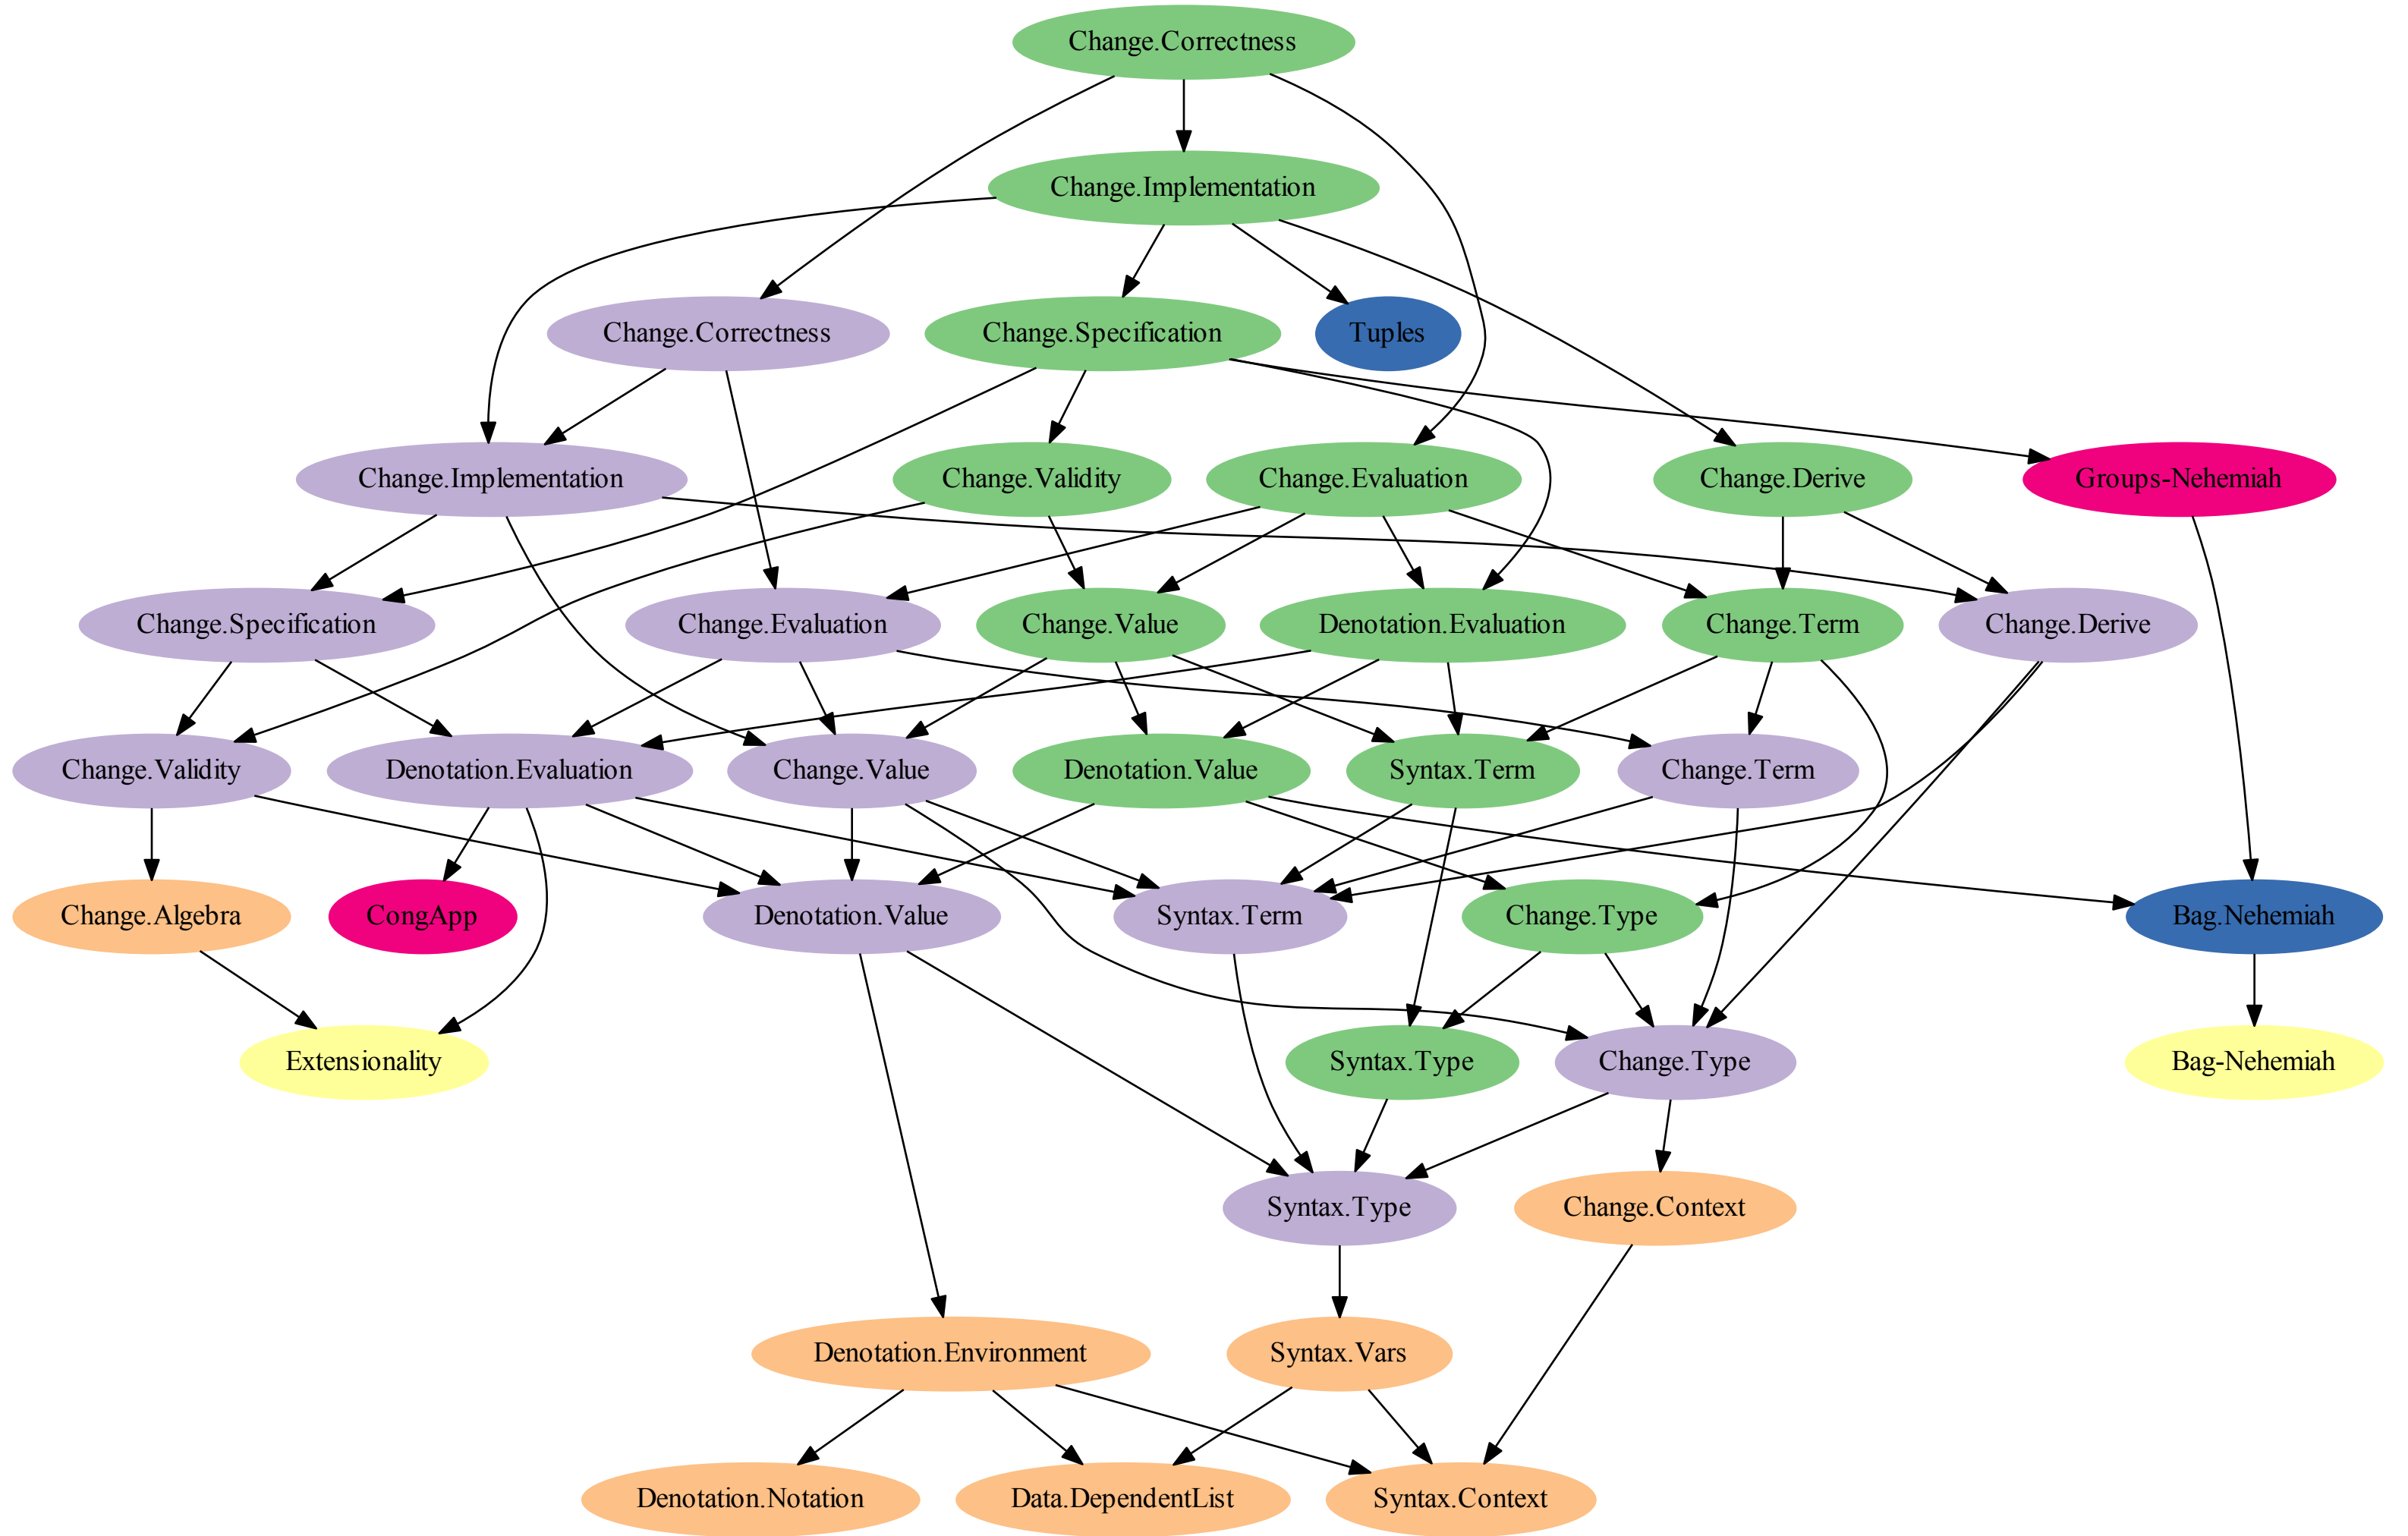 Change.Correctness
Change.Implementation
Change.Correctness
Change.Specification
Tuples
Change.Implementation
Change.Validity
Change.Evaluation
Change.Derive
Groups-Nehemiah
Change.Specification
Change.Evaluation
Change.Value
Denotation.Evaluation
Change.Term
Change.Derive
Change.Validity
Denotation.Evaluation
Change.Value
Denotation.Value
Syntax.Term
Change.Term
Change.Algebra
CongApp
Denotation.Value
Syntax.Term
Change.Type
Bag.Nehemiah
Extensionality
Syntax.Type
Change.Type
Bag-Nehemiah
Syntax.Type
Change.Context
Denotation.Environment
Syntax.Vars
Denotation.Notation
Data.DependentList
Syntax.Context